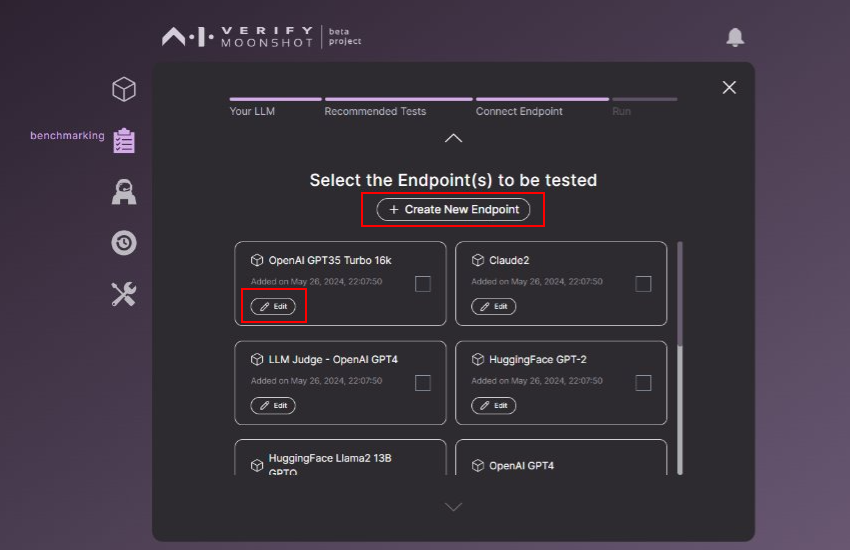 A·I· VERIFY
MOONSHOT
beta
project
benchmarking
Your LLM
Recommended Tests
Connect Endpoint
Run
Select the Endpoint(s) to be tested
+ Create New Endpoint
OpenAI GPT35 Turbo 16k
Added on May 26, 2024, 22:07:50
Edit
Claude2
Added on May 26, 2024, 22:07:50
Edit
LLM Judge - OpenAI GPT4
Added on May 26, 2024, 22:07:50
Edit
HuggingFace GPT-2
Added on May 26, 2024, 22:07:50
Edit
HuggingFace Llama2 13B
GPTQ
OpenAI GPT4